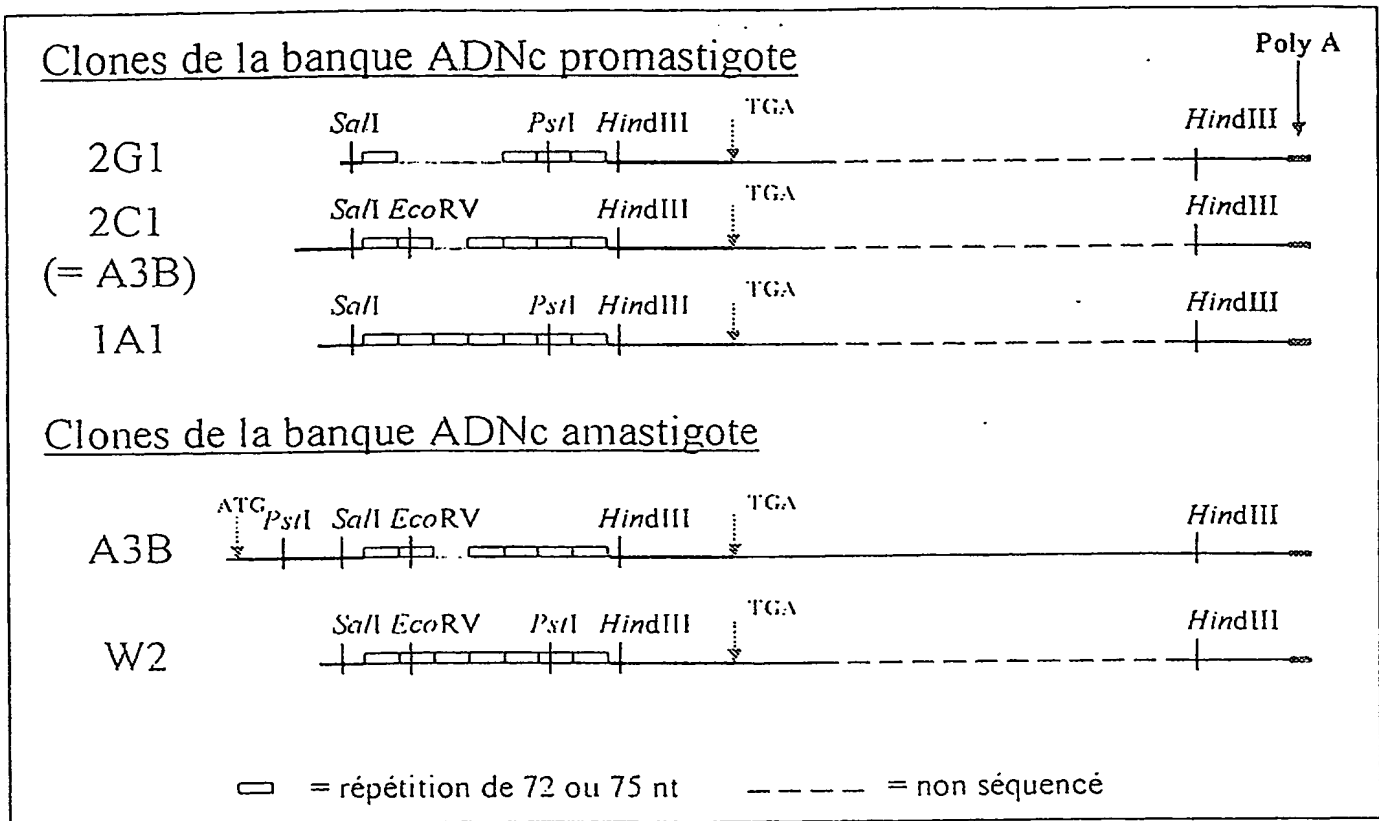 Clones de la banque ADNc promastigote
Poly A
SalI PstI HindIII TGA HindIII
2G1
SalI EcoRV HindIII TGA HindIII
2C1
(= A3B)
SalI PstI HindIII TGA HindIII
1A1
Clones de la banque ADNc amastigote
ATG PstI SalI EcoRV HindIII TGA HindIII
A3B
SalI EcoRV PstI HindIII TGA HindIII
W2
= répétition de 72 ou 75 nt = non séquencé